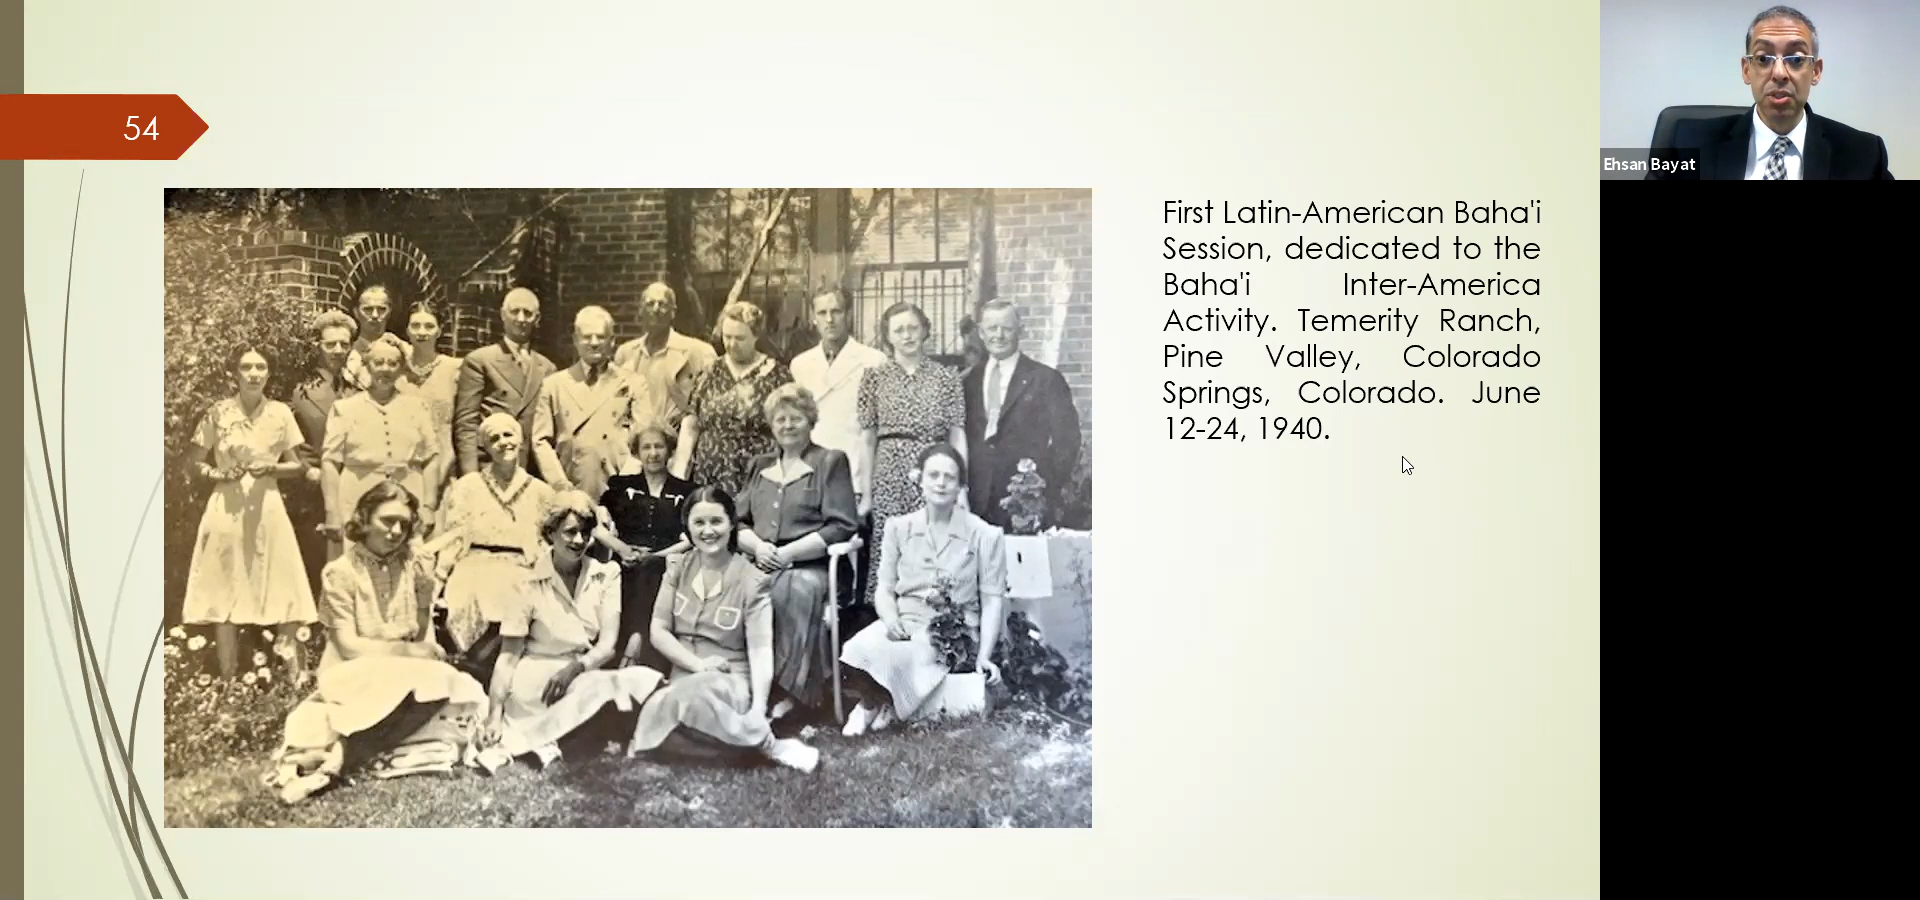 54
First Latin-American Baha'i
Session, dedicated to the
Baha'i Inter-America
Activity. Temerity Ranch,
Pine Valley, Colorado
Springs, Colorado. June
12-24, 1940.
Ehsan Bayat